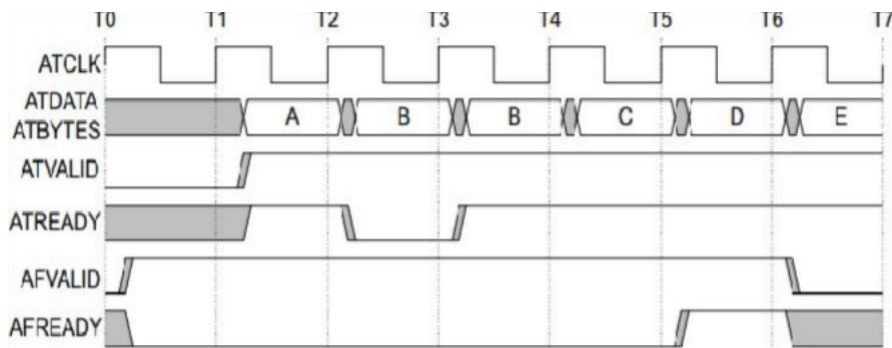 T0 T1 T2 T3 T4 T5 T6 T7
ATCLK
ATDATA
ATBYTES
A B B C D E
ATVALID
ATREADY
AFVALID
AFREADY